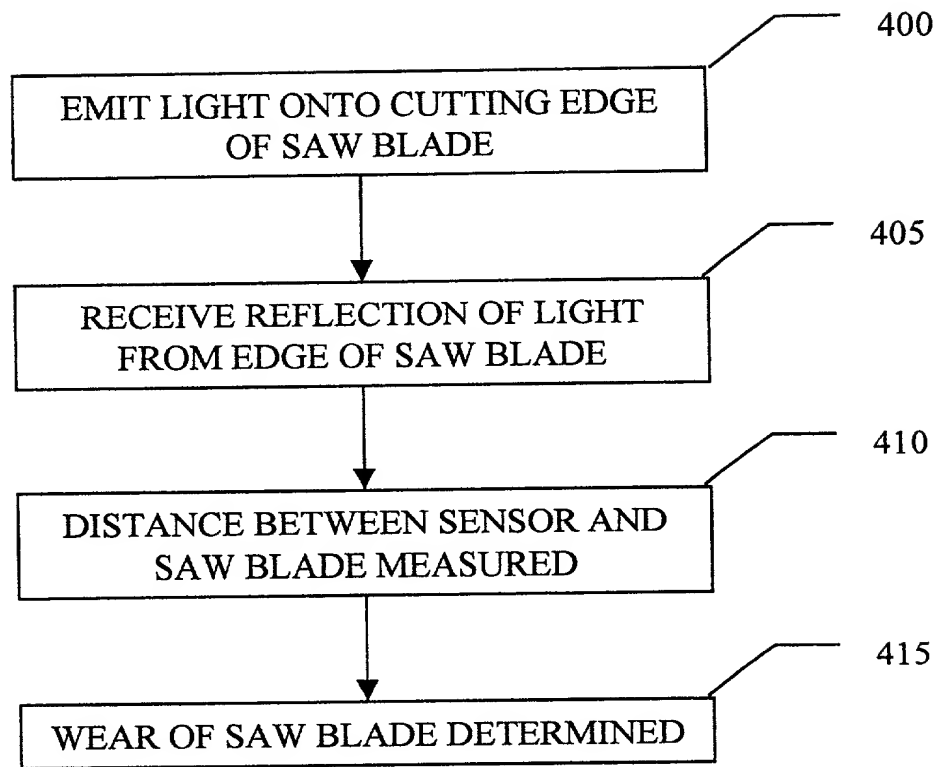 400
EMIT LIGHT ONTO CUTTING EDGE
OF SAW BLADE
405
RECEIVE REFLECTION OF LIGHT
FROM EDGE OF SAW BLADE
410
DISTANCE BETWEEN SENSOR AND
SAW BLADE MEASURED
415
WEAR OF SAW BLADE DETERMINED